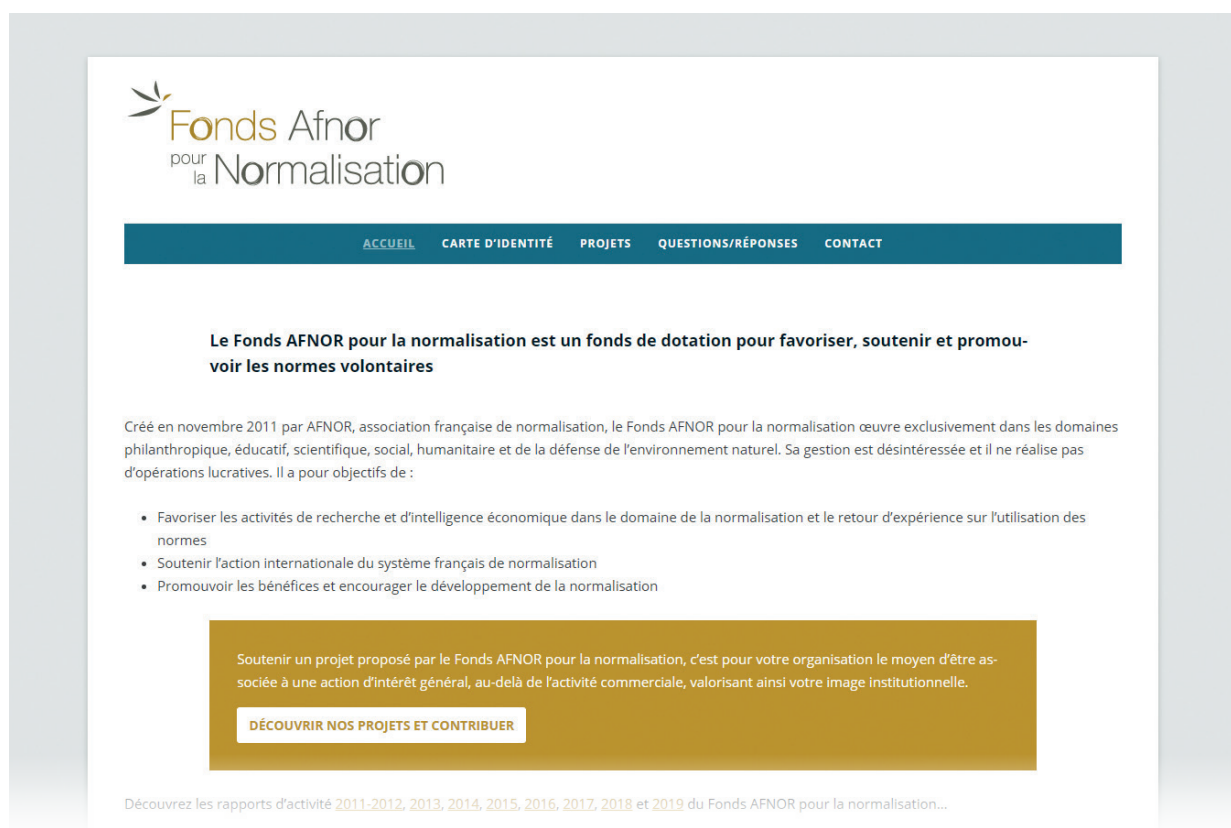 Fonds Afnor
pour la Normalisation
ACCUEIL CARTE D'IDENTITÉ PROJETS QUESTIONS/RÉPONSES CONTACT
Le Fonds AFNOR pour la normalisation est un fonds de dotation pour favoriser, soutenir et promou-
voir les normes volontaires
Créé en novembre 2011 par AFNOR, association française de normalisation, le Fonds AFNOR pour la normalisation œuvre exclusivement dans les domaines
philanthropique, éducatif, scientifique, social, humanitaire et de la défense de l'environnement naturel. Sa gestion est désintéressée et il ne réalise pas
d'opérations lucratives. Il a pour objectifs de :
• Favoriser les activités de recherche et d'intelligence économique dans le domaine de la normalisation et le retour d'expérience sur l'utilisation des
normes
• Soutenir l'action internationale du système français de normalisation
• Promouvoir les bénéfices et encourager le développement de la normalisation
Soutenir un projet proposé par le Fonds AFNOR pour la normalisation, c'est pour votre organisation le moyen d'être as-
sociée à une action d'intérêt général, au-delà de l'activité commerciale, valorisant ainsi votre image institutionnelle.
DÉCOUVRIR NOS PROJETS ET CONTRIBUER
Découvrez les rapports d'activité 2011-2012, 2013, 2014, 2015, 2016, 2017, 2018 et 2019 du Fonds AFNOR pour la normalisation...